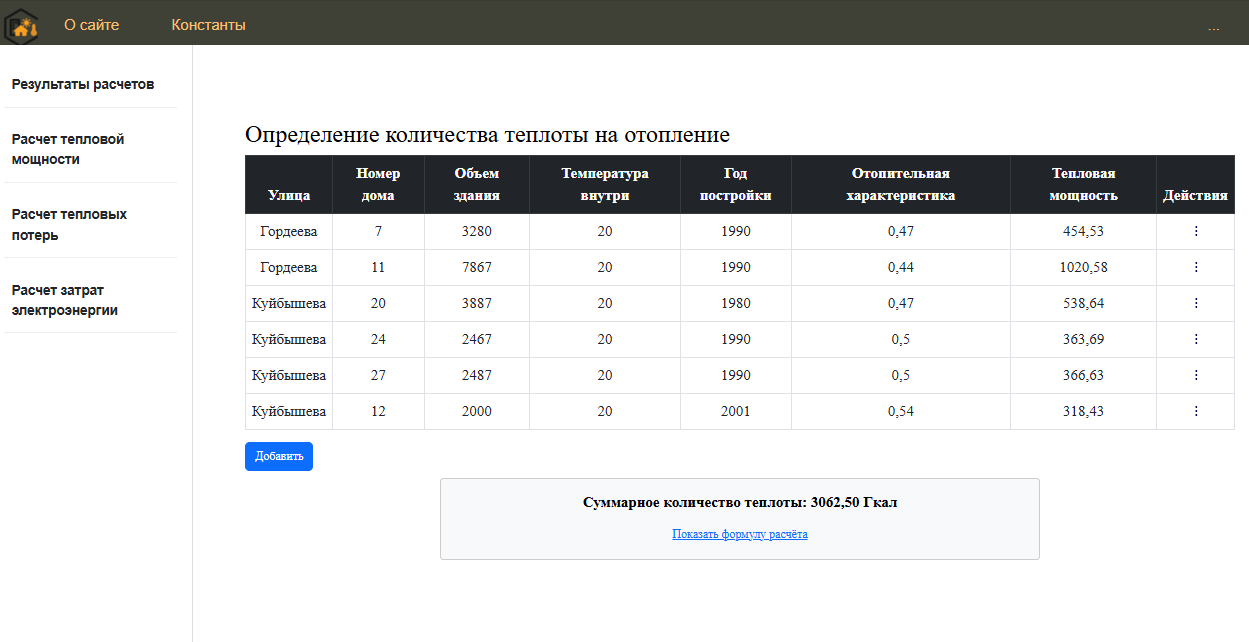 О сайте Константы ...
Результаты расчетов
Расчет тепловой
мощности
Расчет тепловых
потерь
Расчет затрат
электроэнергии
Определение количества теплоты на отопление
Улица Номер дома Объем здания Температура внутри Год постройки Отопительная характеристика Тепловая мощность Действия
Гордеева 7 3280 20 1990 0,47 454,53
Гордеева 11 7867 20 1990 0,44 1020,58
Куйбышева 20 3887 20 1980 0,47 538,64
Куйбышева 24 2467 20 1990 0,5 363,69
Куйбышева 27 2487 20 1990 0,5 366,63
Куйбышева 12 2000 20 2001 0,54 318,43
Добавить
Суммарное количество теплоты: 3062,50 Гкал
Показать формулу расчёта